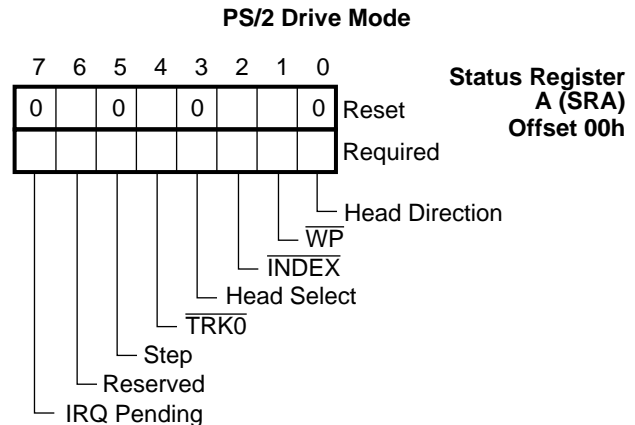 PS/2 Drive Mode
7 6 5 4 3 2 1 0
Status Register
A (SRA)
Offset 00h
0 0 0 0 Reset
Required
Head Direction
WP
INDEX
Head Select
TRK0
Step
Reserved
IRQ Pending